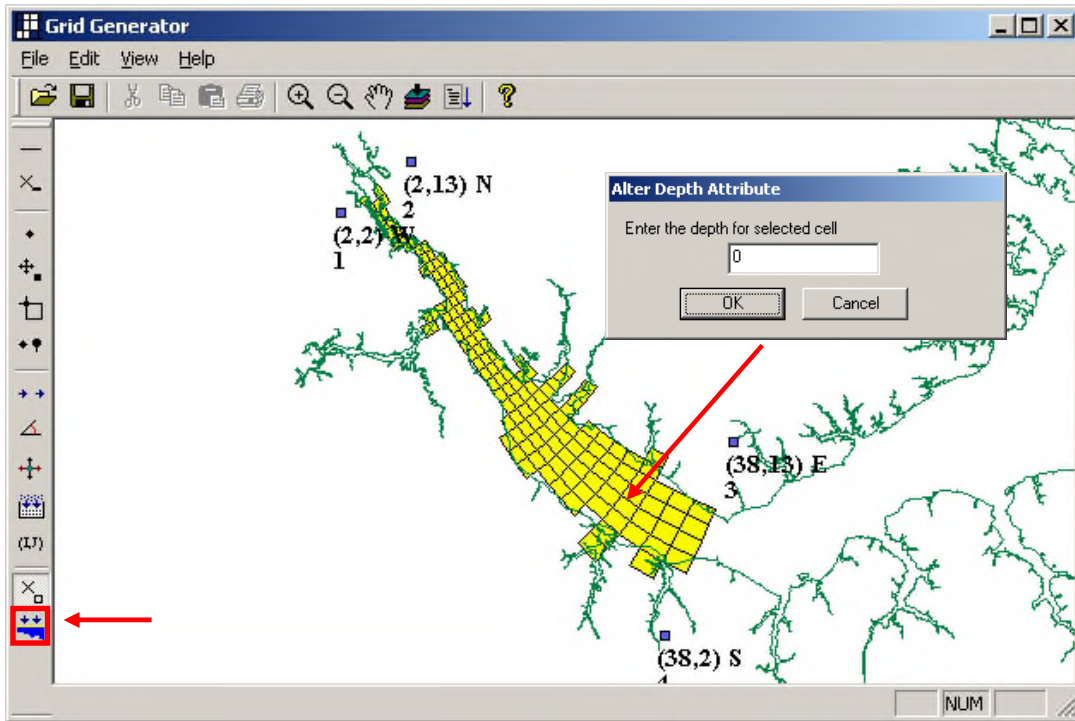 Grid Generator
File Edit View Help
(2,13) N
2
(2,2) W
1
Alter Depth Attribute
Enter the depth for selected cell
0
OK Cancel
(38,13) E
3
(I,J)
(38,2) S
4
NUM